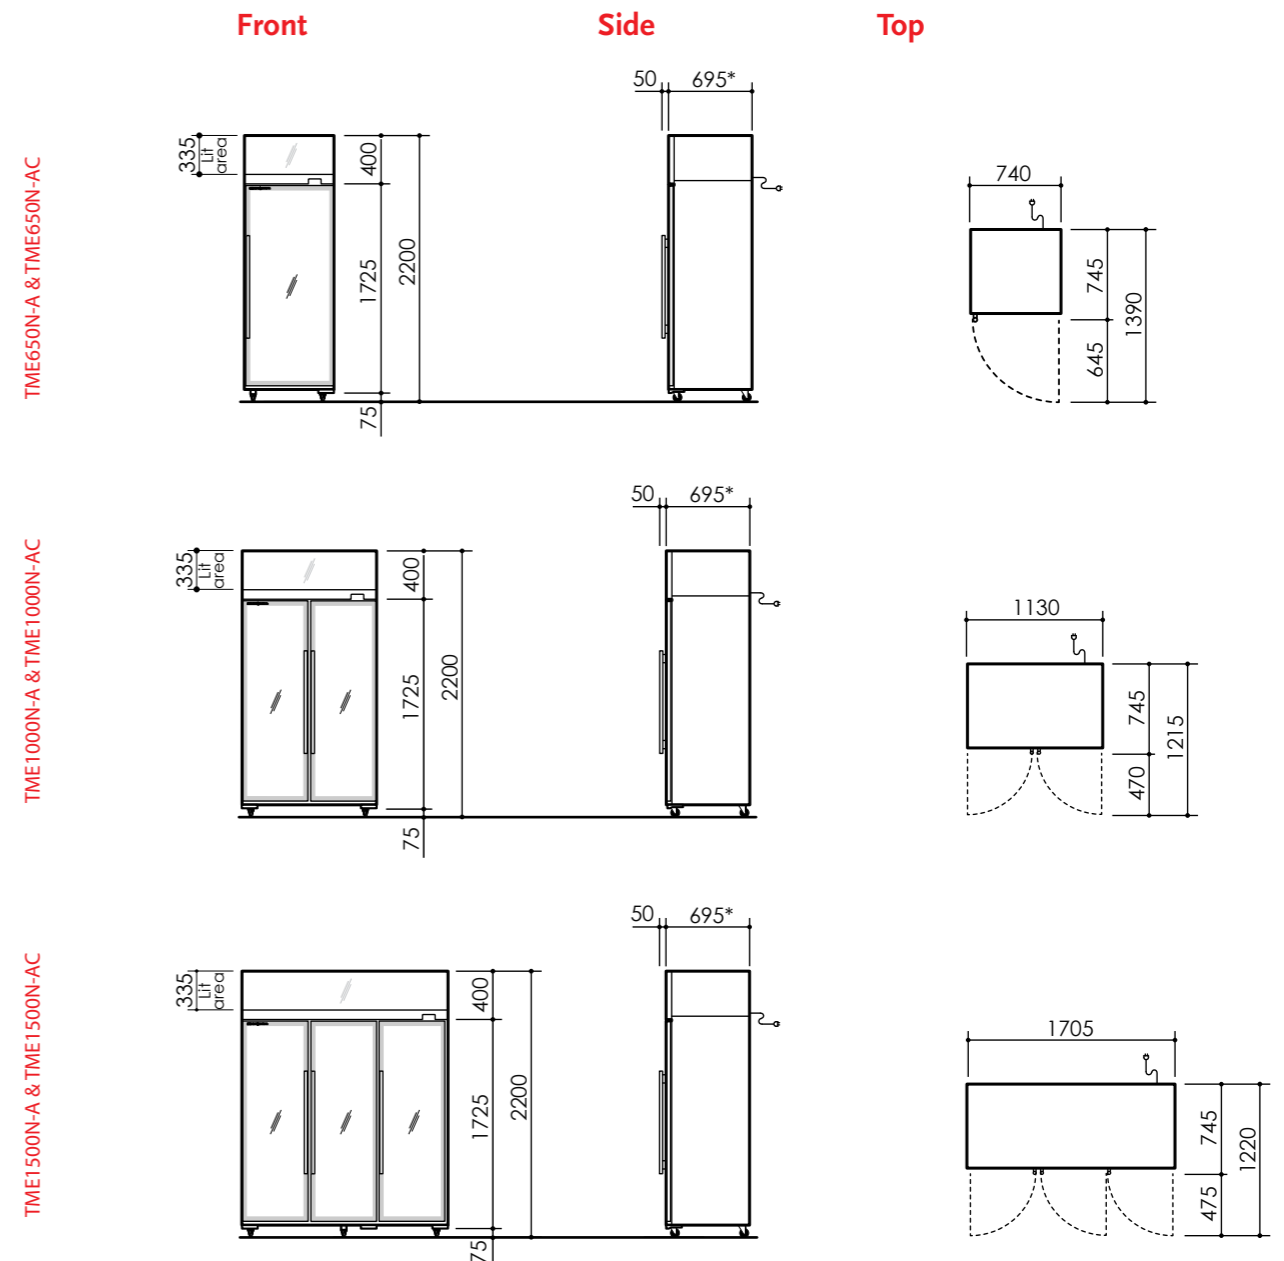 Front
Side
Top
TME650N-A & TME650N-AC
335
Lit
area
400
1725
2200
75
50
695*
740
745
645
1390
TME1000N-A & TME1000N-AC
335
Lit
area
400
1725
2200
75
50
695*
1130
745
470
1215
TME1500N-A & TME1500N-AC
335
Lit
area
400
1725
2200
75
50
695*
1705
745
475
1220